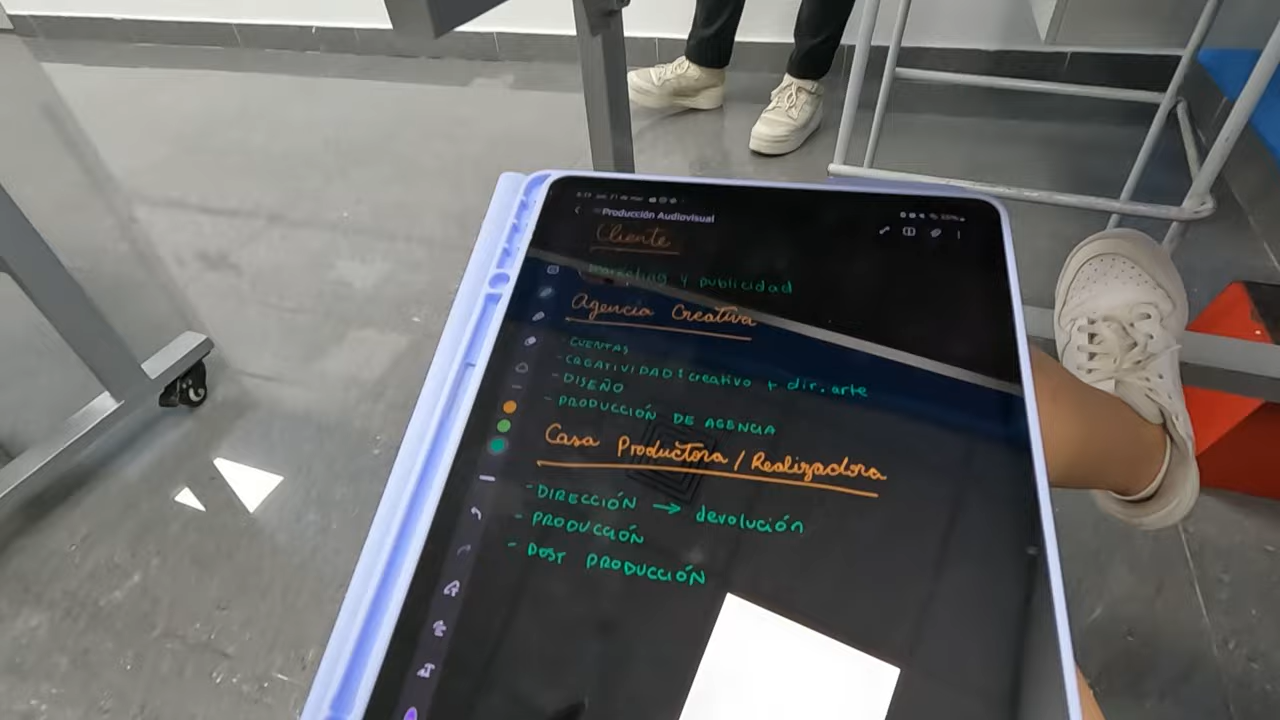 Producción Audiovisual
Cliente
marketing y publicidad
Agencia Creativa
- CUENTAS
- CREATIVIDAD: creativo + dir. arte
- DISEÑO
- PRODUCCIÓN DE AGENCIA
Casa Productora / Realizadora
- DIRECCIÓN → devolución
- PRODUCCIÓN
- POST PRODUCCIÓN